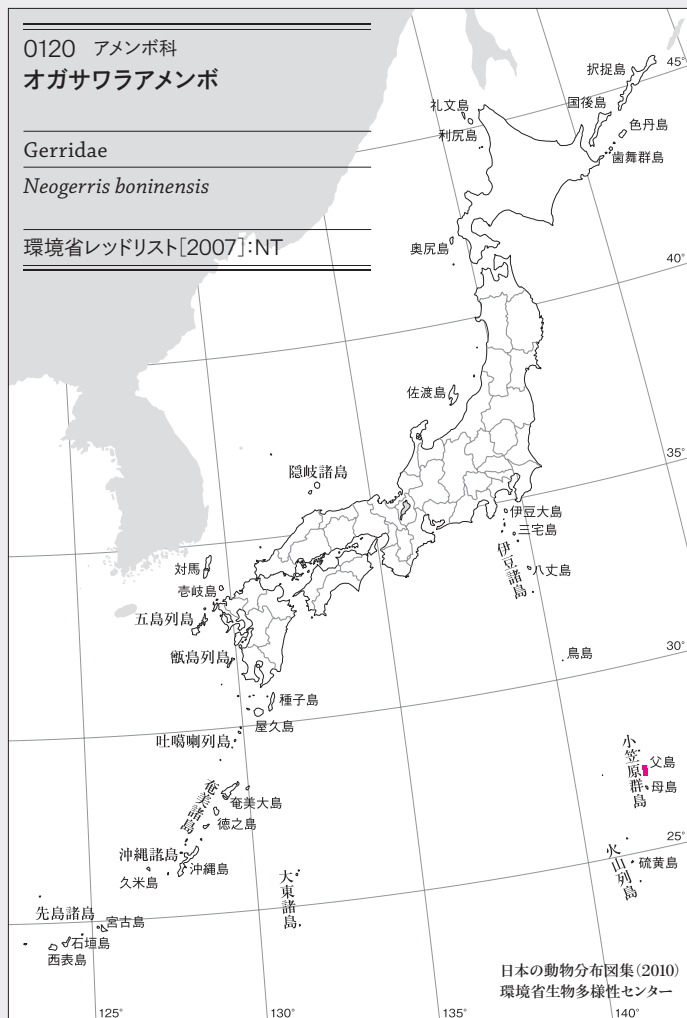 0120 アメンボ科
オガサワラアメンボ
Gerridae
Neogerris boninensis
環境省レッドリスト[2007]:NT
択捉島
45°
礼文島
国後島
利尻島
色丹島
歯舞群島
奥尻島
40°
佐渡島
35°
隠岐諸島
伊豆大島
三宅島
伊豆諸島
八丈島
対馬
壱岐島
五島列島
甑島列島
鳥島
30°
種子島
屋久島
吐噶喇列島
小笠原群島
父島
母島
奄美諸島
奄美大島
徳之島
25°
沖縄諸島
沖縄島
久米島
大東諸島
火山列島
硫黄島
先島諸島
宮古島
石垣島
西表島
日本の動物分布図集(2010)
環境省生物多様性センター
125°
130°
135°
140°